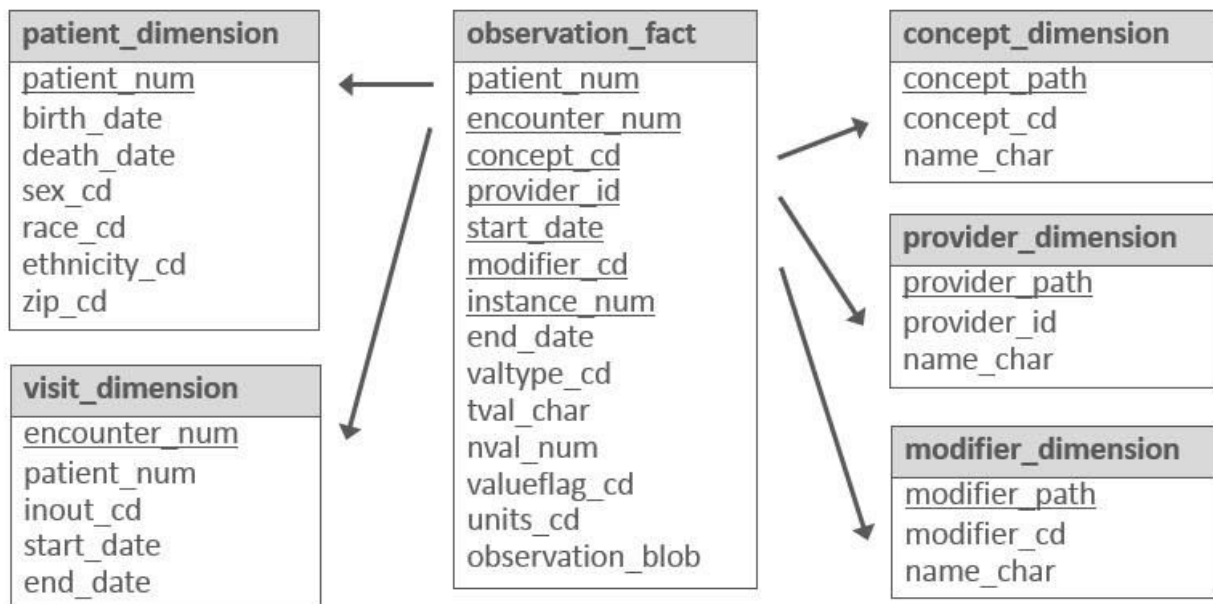 patient_dimension
patient_num
birth_date
death_date
sex_cd
race_cd
ethnicity_cd
zip_cd
visit_dimension
encounter_num
patient_num
inout_cd
start_date
end_date
observation_fact
patient_num
encounter_num
concept_cd
provider_id
start_date
modifier_cd
instance_num
end_date
valtype_cd
tval_char
nval_num
valueflag_cd
units_cd
observation_blob
concept_dimension
concept_path
concept_cd
name_char
provider_dimension
provider_path
provider_id
name_char
modifier_dimension
modifier_path
modifier_cd
name_char